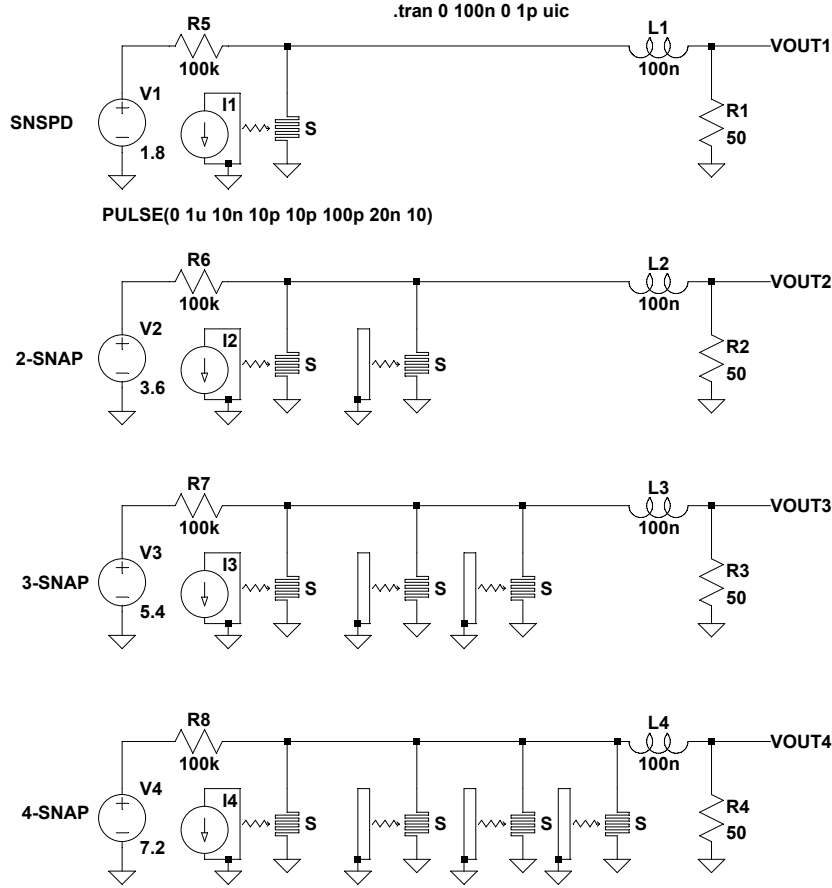 .tran 0 100n 0 1p uic
R5
100k
L1
100n
VOUT1
V1
1.8
SNSPD
I1
S
R1
50
PULSE(0 1u 10n 10p 10p 100p 20n 10)
R6
100k
L2
100n
VOUT2
V2
3.6
2-SNAP
I2
S
S
R2
50
R7
100k
L3
100n
VOUT3
V3
5.4
3-SNAP
I3
S
S
S
R3
50
R8
100k
L4
100n
VOUT4
V4
7.2
4-SNAP
I4
S
S
S
S
R4
50